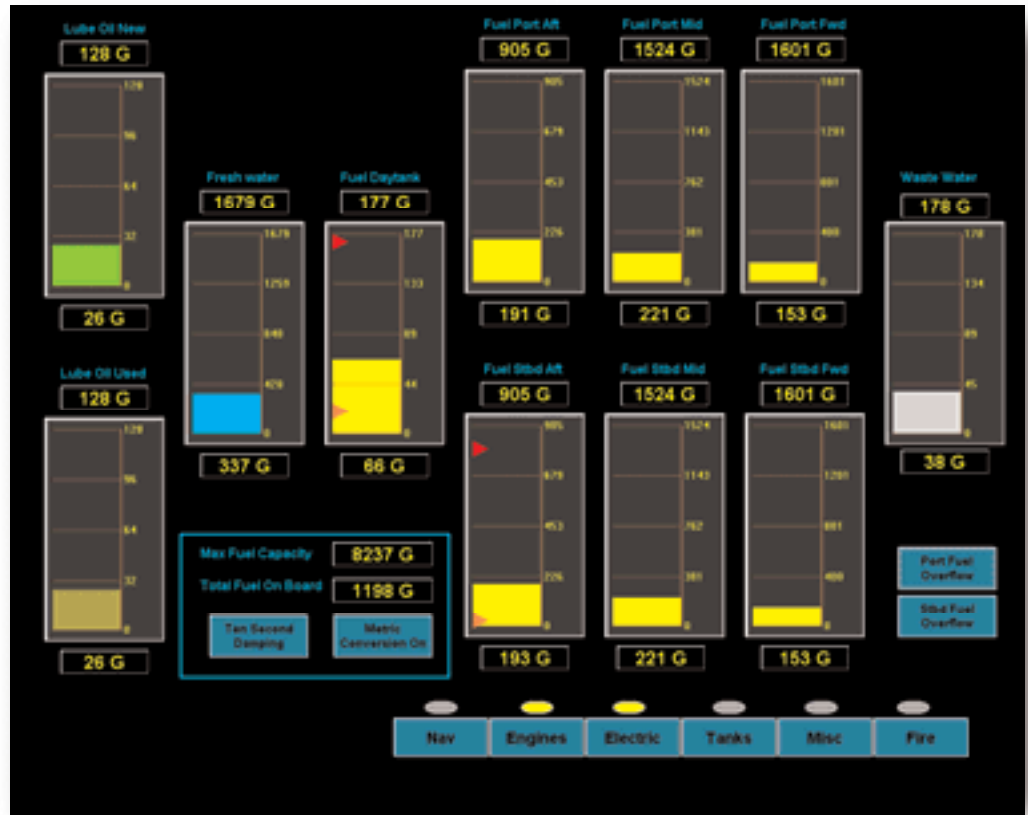 Lube Oil New
128 G
128
96
64
32
0
26 G
Lube Oil Used
128 G
128
96
64
32
0
26 G
Fresh water
1679 G
1679
1259
840
420
0
337 G
Fuel Daytank
177 G
177
133
89
44
0
66 G
Fuel Port Aft
905 G
905
679
453
226
0
191 G
Fuel Port Mid
1524 G
1524
1143
762
381
0
221 G
Fuel Port Fwd
1601 G
1601
1201
801
400
0
153 G
Fuel Stbd Aft
905 G
905
679
453
226
0
193 G
Fuel Stbd Mid
1524 G
1524
1143
762
381
0
221 G
Fuel Stbd Fwd
1601 G
1601
1201
801
400
0
153 G
Waste Water
178 G
178
134
89
45
0
38 G
Max Fuel Capacity
8237 G
Total Fuel On Board
1198 G
Ten Second
Damping
Metric
Conversion On
Port Fuel
Overflow
Stbd Fuel
Overflow
Nav
Engines
Electric
Tanks
Misc
Fire